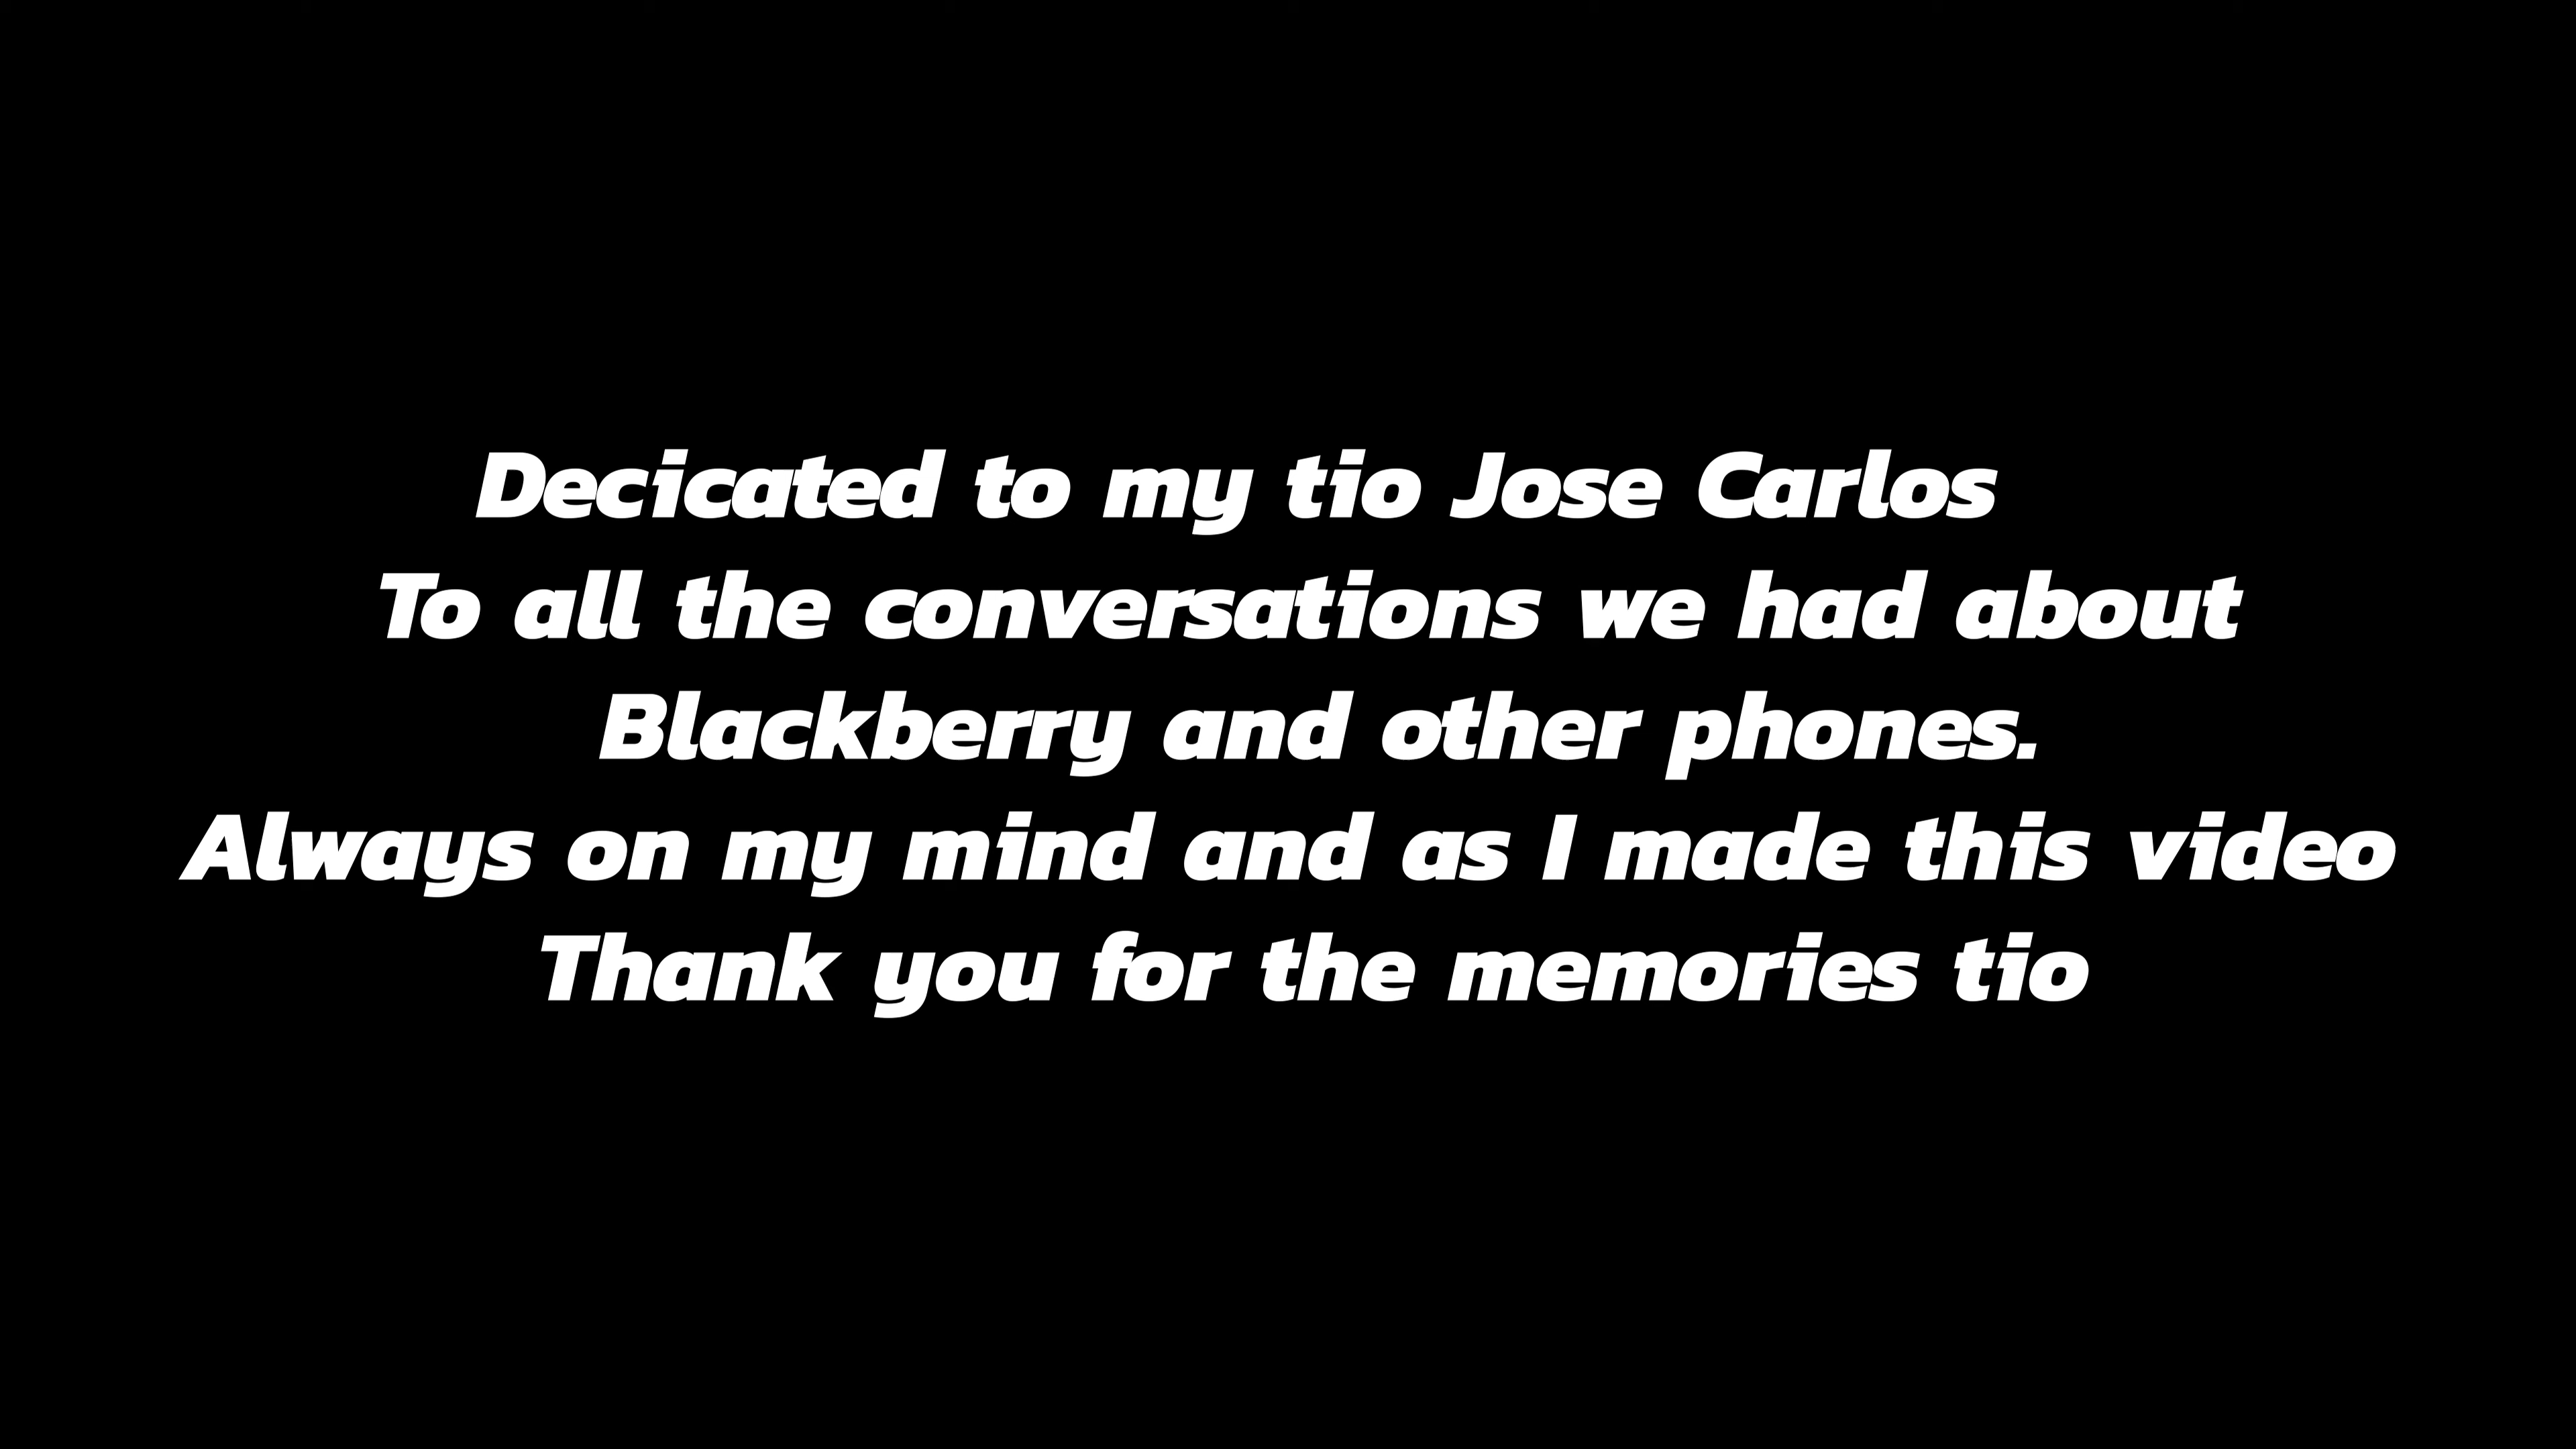 Decicated to my tio Jose Carlos
To all the conversations we had about
Blackberry and other phones.
Always on my mind and as I made this video
Thank you for the memories tio